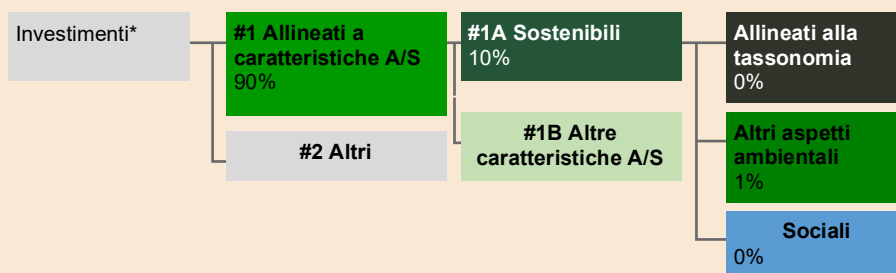 Investimenti*
#1 Allineati a
caratteristiche A/S
90%
#2 Altri
#1A Sostenibili
10%
#1B Altre
caratteristiche A/S
Allineati alla
tassonomia
0%
Altri aspetti
ambientali
1%
Sociali
0%